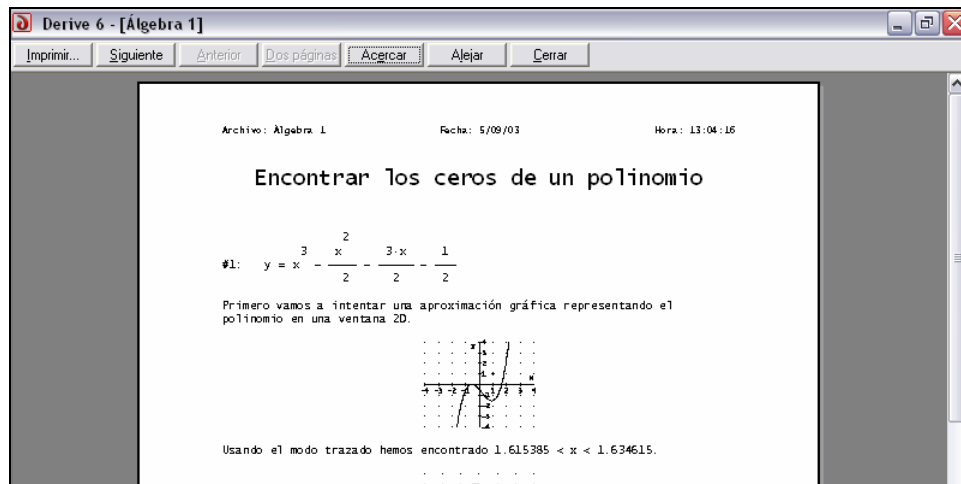 Derive 6 - [Álgebra 1]
Imprimir... Siguiente Anterior Dos páginas Acercar Alejar Cerrar
Archivo: Álgebra 1 Fecha: 5/09/03 Hora: 13:04:16
Encontrar los ceros de un polinomio
#1: y = x³ - x²/2 - 3·x/2 - 1/2
Primero vamos a intentar una aproximación gráfica representando el
polinomio en una ventana 2D.
Usando el modo trazado hemos encontrado 1.615385 < x < 1.634615.